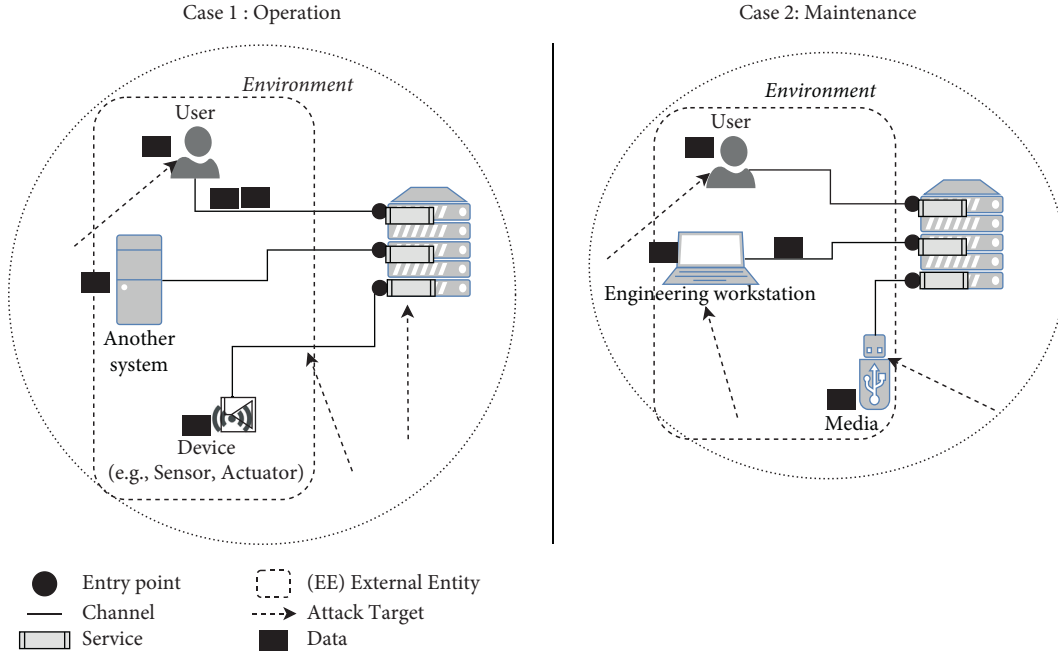 Case 1 : Operation
Case 2: Maintenance
Environment
User
Another
system
Device
(e.g., Sensor, Actuator)
Environment
User
Engineering workstation
Media
Entry point
Channel
Service
(EE) External Entity
Attack Target
Data